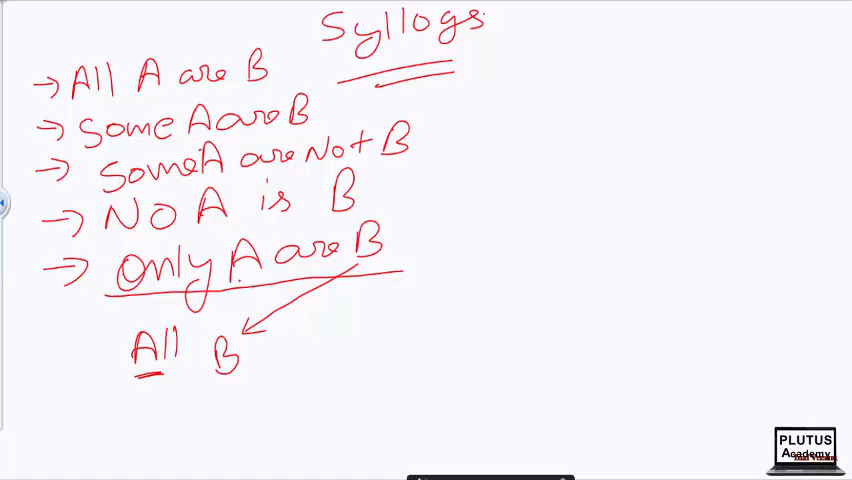 Syllogs
→ All A are B
→ Some A are B
→ Some A are Not B
→ NO A is B
→ Only A are B
All B
PLUTUS
Academy